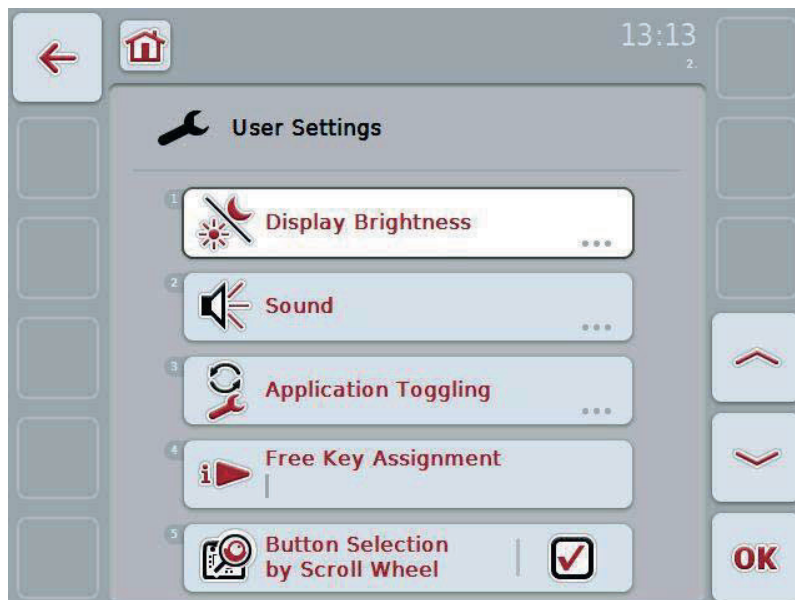 13:13
2.
User Settings
1
Display Brightness
...
2
Sound
...
3
Application Toggling
...
4
i
Free Key Assignment
5
Button Selection
by Scroll Wheel
OK